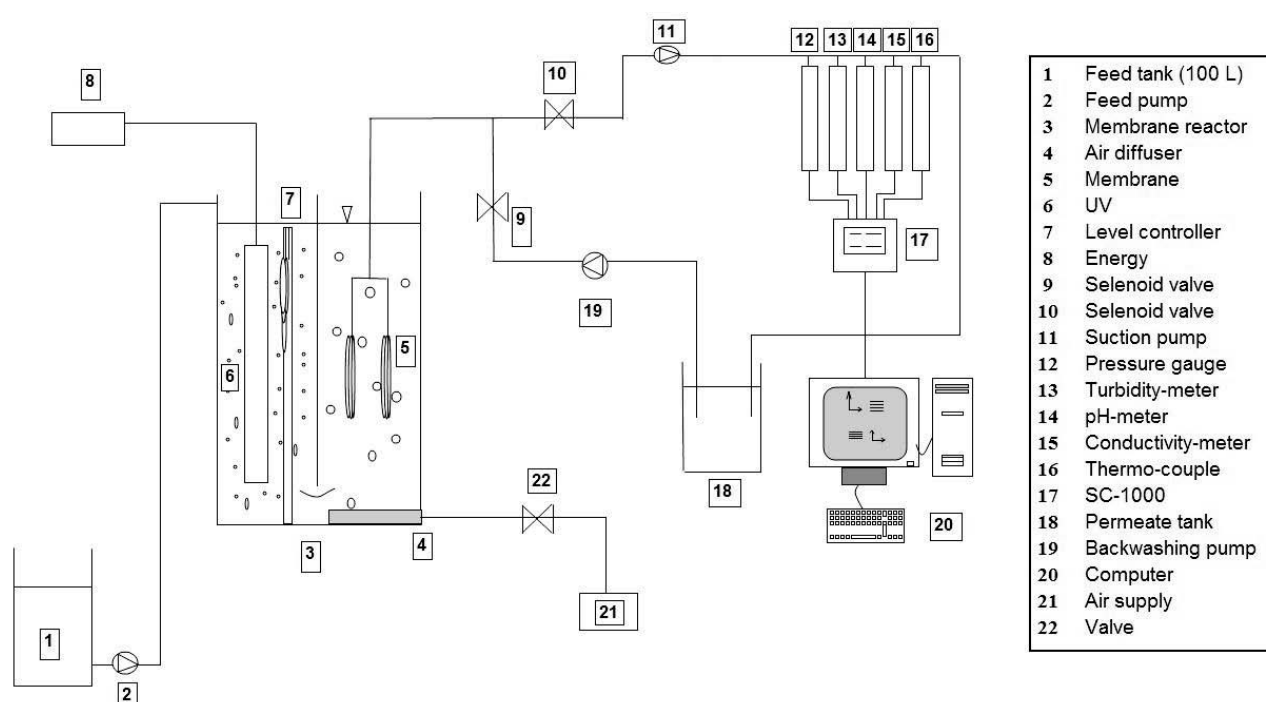 11
12 13 14 15 16
10
8
7
9
17
19
5
6
22
18
20
3
4
21
1
2
1 Feed tank (100 L)
2 Feed pump
3 Membrane reactor
4 Air diffuser
5 Membrane
6 UV
7 Level controller
8 Energy
9 Selenoid valve
10 Selenoid valve
11 Suction pump
12 Pressure gauge
13 Turbidity-meter
14 pH-meter
15 Conductivity-meter
16 Thermo-couple
17 SC-1000
18 Permeate tank
19 Backwashing pump
20 Computer
21 Air supply
22 Valve